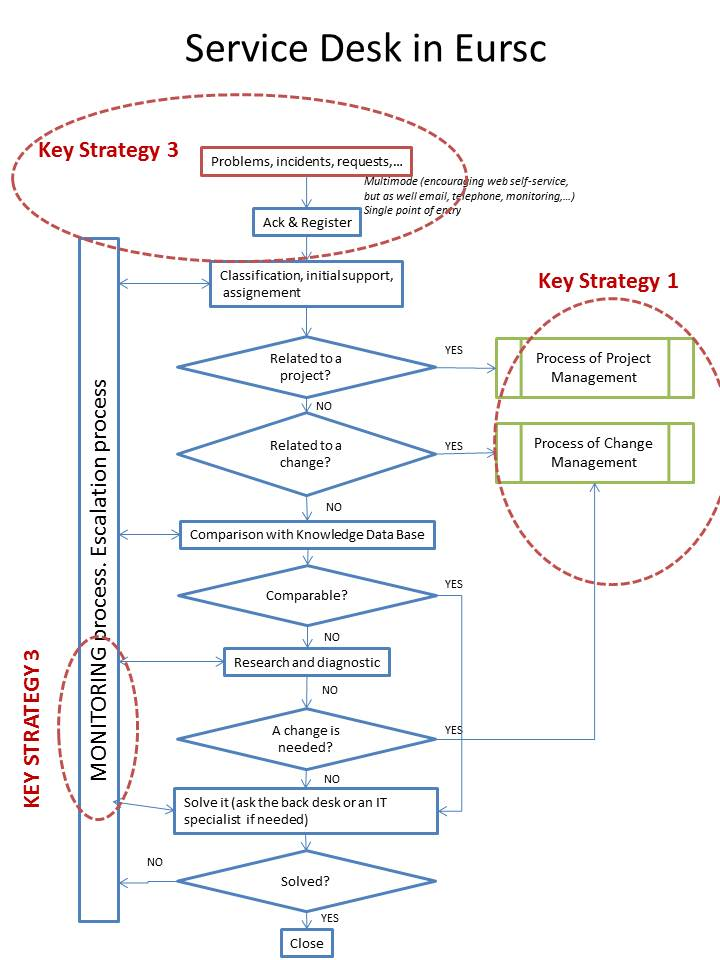 Service Desk in Eursc
Key Strategy 3
Problems, incidents, requests,...
Multimode (encouraging web self-service,
but as well email, telephone, monitoring,...)
Single point of entry
Ack & Register
Classification, initial support,
assignement
Key Strategy 1
Related to a
project?
YES
Process of Project
Management
NO
Related to a
change?
YES
Process of Change
Management
NO
Comparison with Knowledge Data Base
Comparable?
YES
NO
Research and diagnostic
NO
A change is
needed?
YES
NO
Solve it (ask the back desk or an IT
specialist if needed)
Solved?
NO
YES
Close
MONITORING process. Escalation process
KEY STRATEGY 3